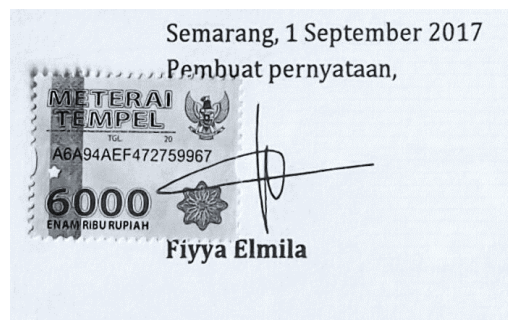 Semarang, 1 September 2017
Pembuat pernyataan,
METERAI
TEMPEL
TGL. 20
A6A94AEF472759967
6000
ENAM RIBU RUPIAH
Fiyya Elmila